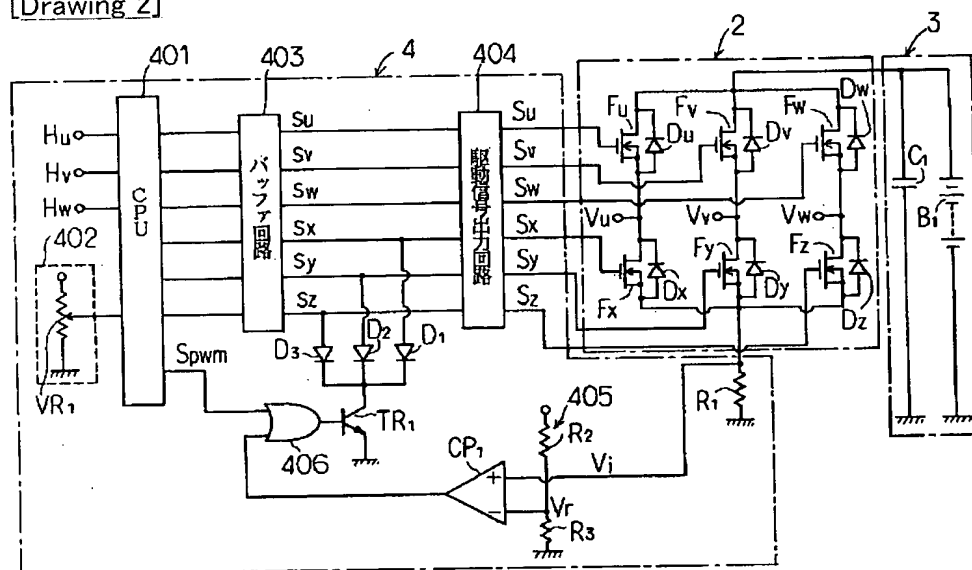 [Drawing 2]
401
403
4
404
2
3
Hu
Hv
Hw
CPU
バッファ回路
駆動信号出力回路
Su
Sv
Sw
Sx
Sy
Sz
Su
Sv
Sw
Sx
Sy
Sz
Fu
Fv
Fw
Du
Dv
Dw
Vu
Vv
Vw
Fx
Fy
Fz
Dx
Dy
Dz
C1
B1
402
VR1
Spwm
D3
D2
D1
TR1
406
CP1
+
−
405
R2
Vi
Vr
R3
R1